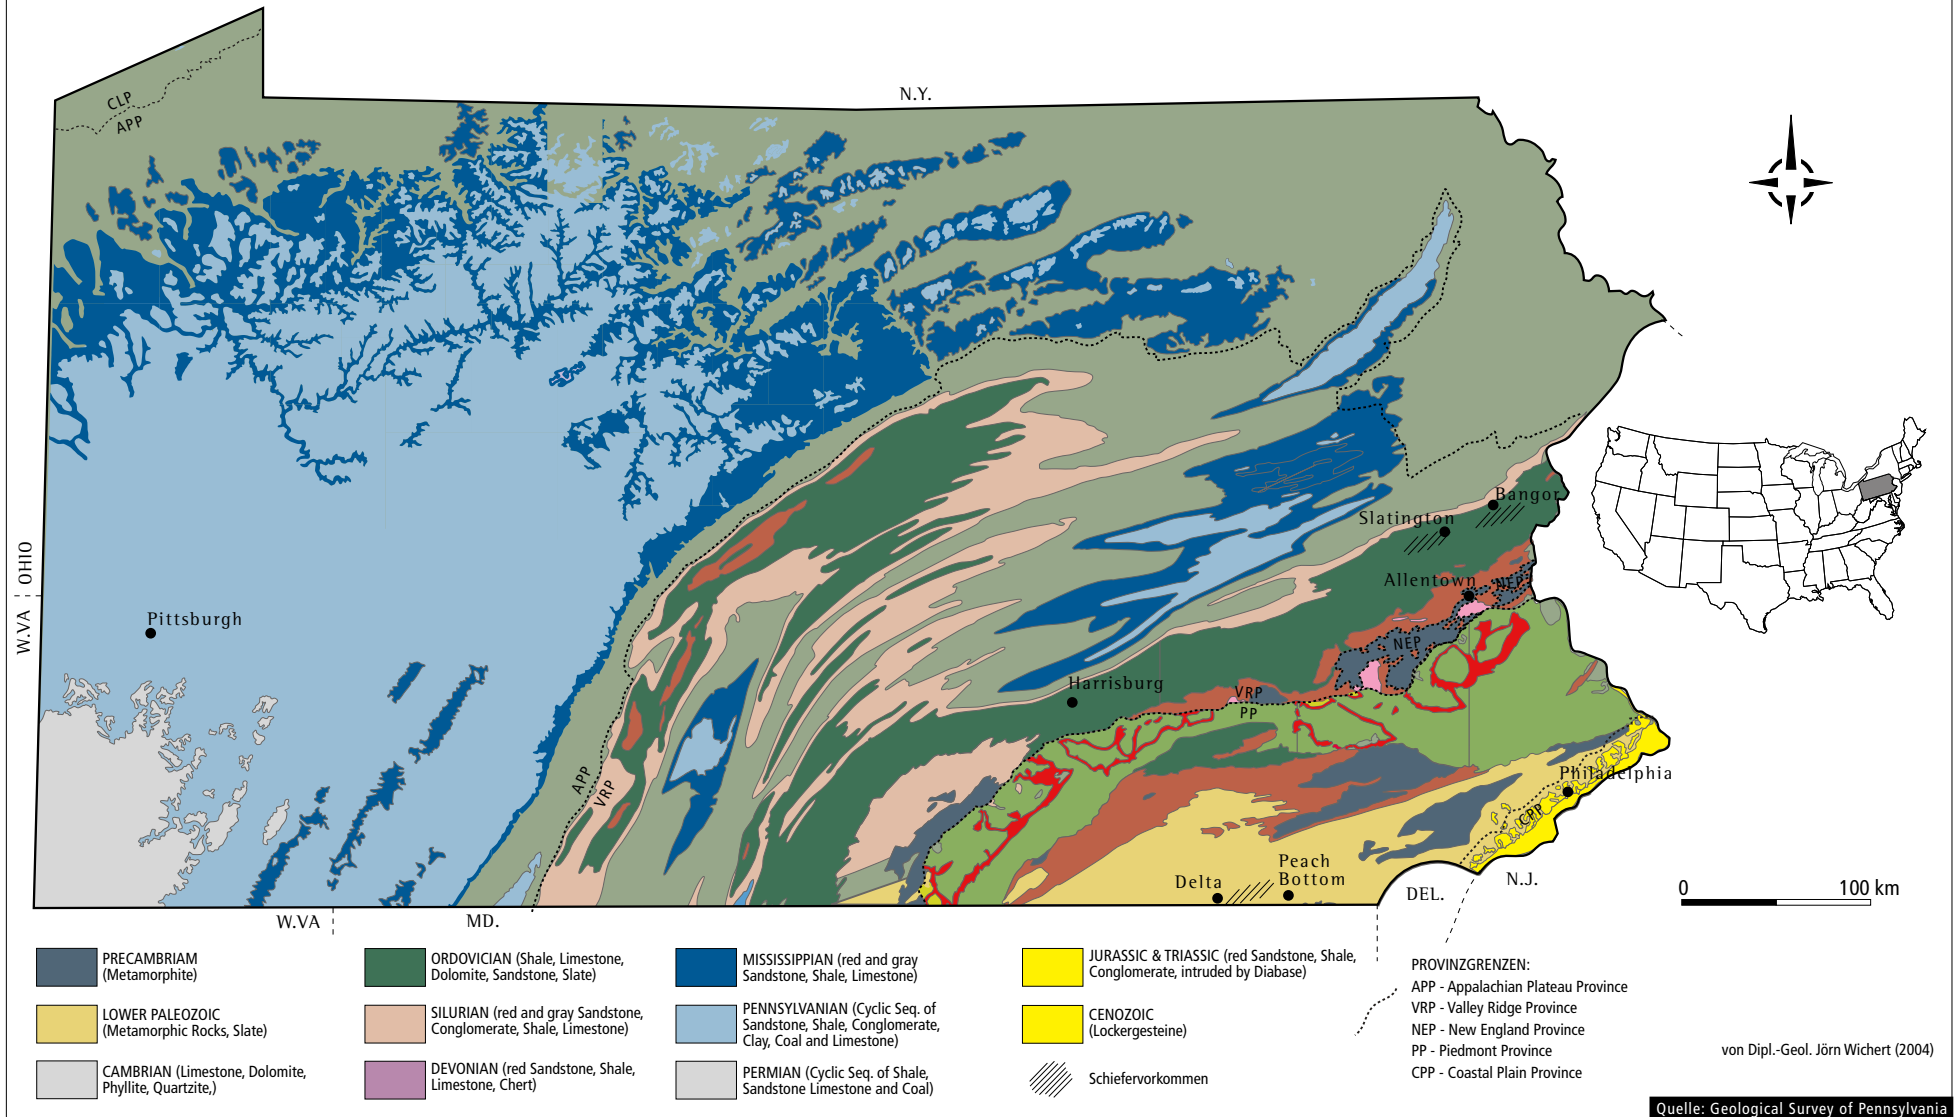 N.Y.
CLP
APP
Bangor
Slatington
Allentown
NEP
OHIO
W.VA
Pittsburgh
NEP
Harrisburg
VRP
PP
APP
VRP
Philadelphia
CPP
Peach
Bottom
Delta
DEL.
N.J.
0 100 km
W.VA
MD.
PRECAMBRIAM
(Metamorphite)
LOWER PALEOZOIC
(Metamorphic Rocks, Slate)
CAMBRIAN (Limestone, Dolomite,
Phyllite, Quartzite,)
ORDOVICIAN (Shale, Limestone,
Dolomite, Sandstone, Slate)
SILURIAN (red and gray Sandstone,
Conglomerate, Shale, Limestone)
DEVONIAN (red Sandstone, Shale,
Limestone, Chert)
MISSISSIPPIAN (red and gray
Sandstone, Shale, Limestone)
PENNSYLVANIAN (Cyclic Seq. of
Sandstone, Shale, Conglomerate,
Clay, Coal and Limestone)
PERMIAN (Cyclic Seq. of Shale,
Sandstone Limestone and Coal)
JURASSIC & TRIASSIC (red Sandstone, Shale,
Conglomerate, intruded by Diabase)
CENOZOIC
(Lockergesteine)
Schiefervorkommen
PROVINZGRENZEN:
APP - Appalachian Plateau Province
VRP - Valley Ridge Province
NEP - New England Province
PP - Piedmont Province
CPP - Coastal Plain Province
von Dipl.-Geol. Jörn Wichert (2004)
Quelle: Geological Survey of Pennsylvania